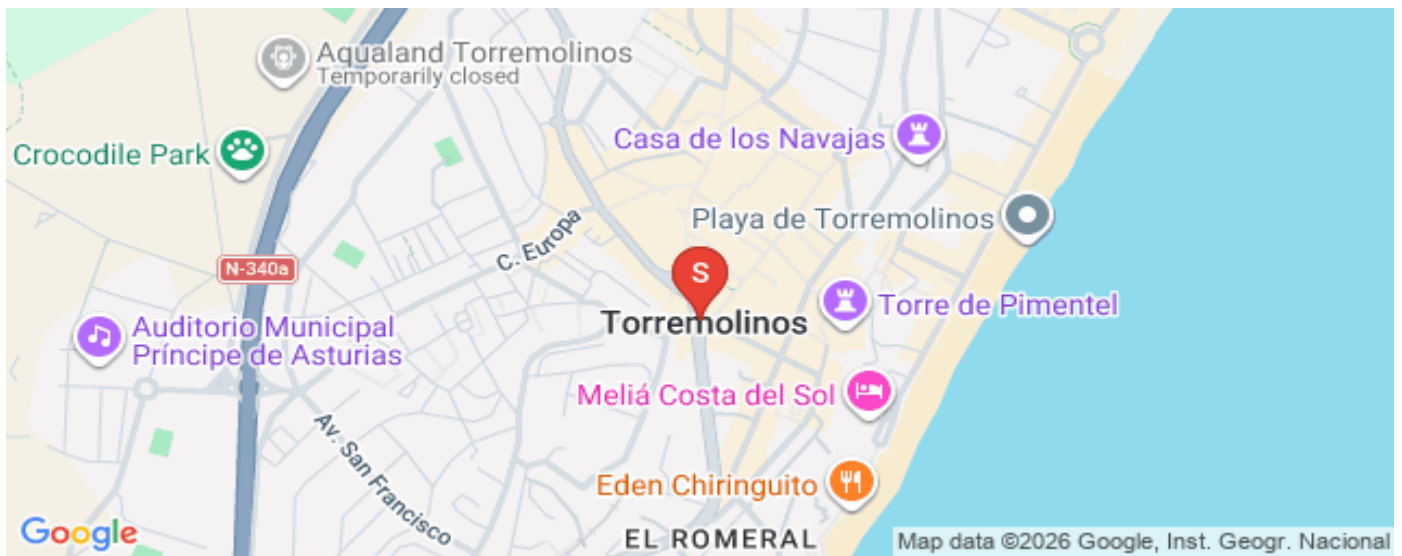 Aqualand Torremolinos
Temporarily closed
Crocodile Park
Casa de los Navajas
Playa de Torremolinos
C. Europa
N-340a
S
Torremolinos
Torre de Pimentel
Auditorio Municipal
Príncipe de Asturias
Meliá Costa del Sol
Av. San Francisco
Eden Chiringuito
EL ROMERAL
Google
Map data ©2026 Google, Inst. Geogr. Nacional